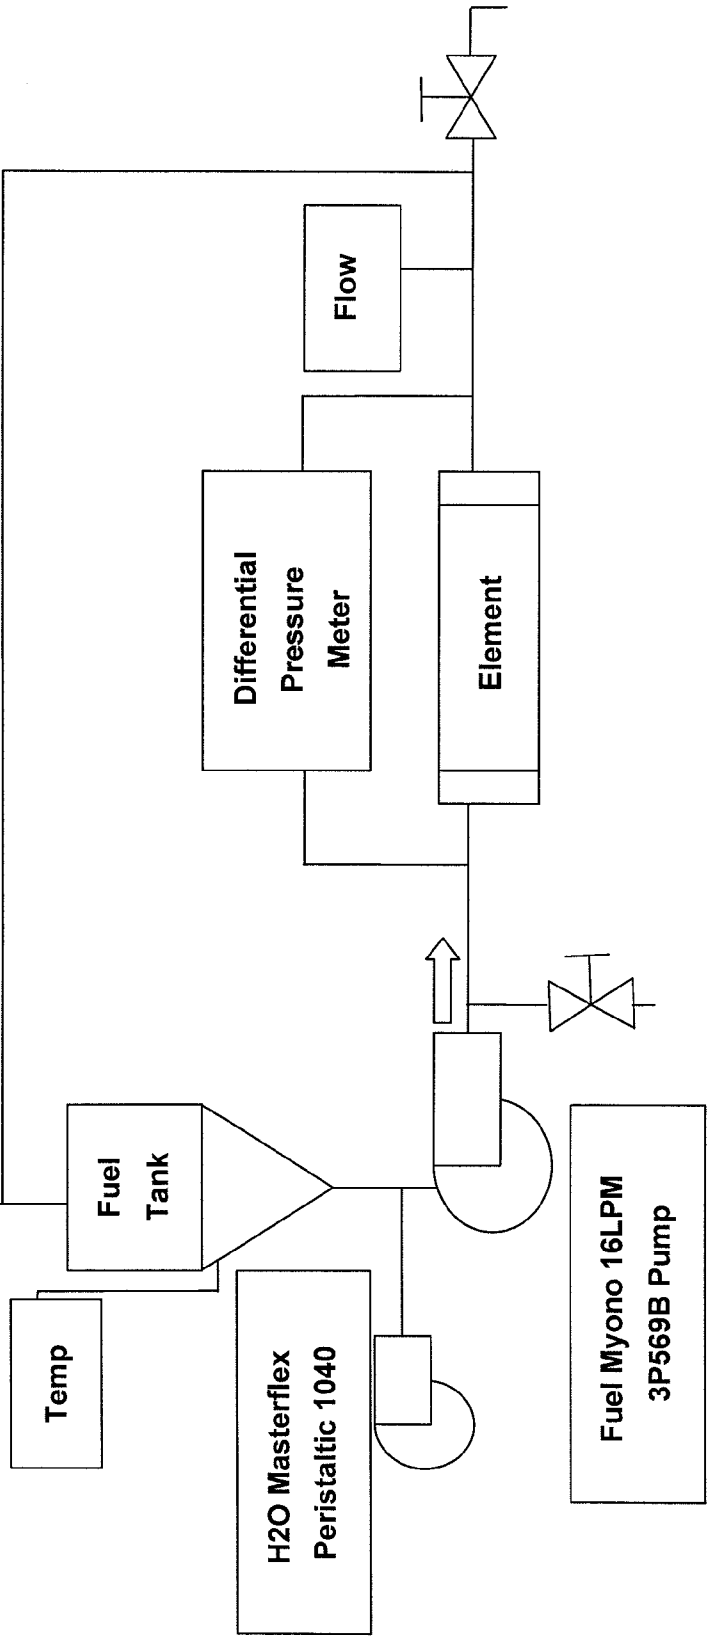 Temp
Fuel
Tank
H2O Masterflex
Peristaltic 1040
Fuel Myono 16LPM
3P569B Pump
Differential
Pressure
Meter
Element
Flow